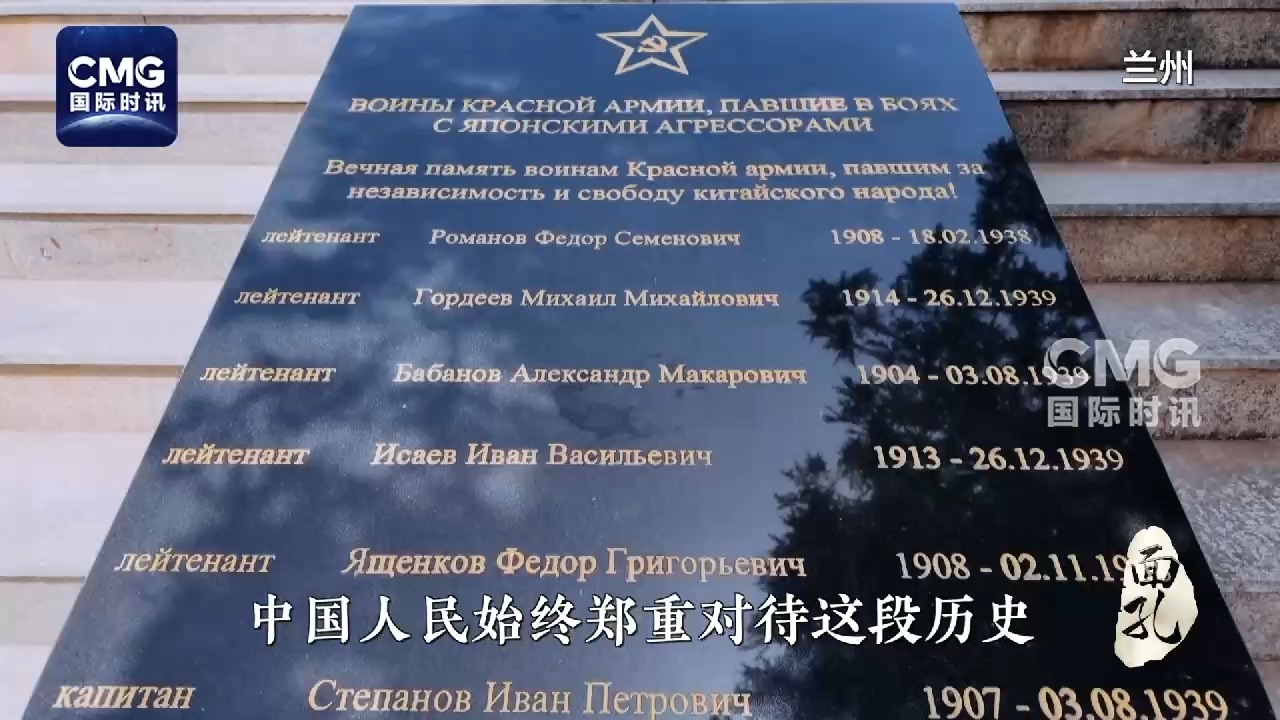 CMG
国际时讯
兰州
ВОИНЫ КРАСНОЙ АРМИИ, ПАВШИЕ В БОЯХ
С ЯПОНСКИМИ АГРЕССОРАМИ
Вечная память воинам Красной армии, павшим за
независимость и свободу китайского народа!
лейтенант Романов Федор Семенович 1908 - 18.02.1938
лейтенант Гордеев Михаил Михайлович 1914 - 26.12.1939
лейтенант Бабанов Александр Макарович 1904 - 03.08.1939
CMG
国际时讯
лейтенант Исаев Иван Васильевич 1913 - 26.12.1939
лейтенант Ященков Федор Григорьевич 1908 - 02.11.19
面孔
中国人民始终郑重对待这段历史
капитан Степанов Иван Петрович 1907 - 03.08.1939